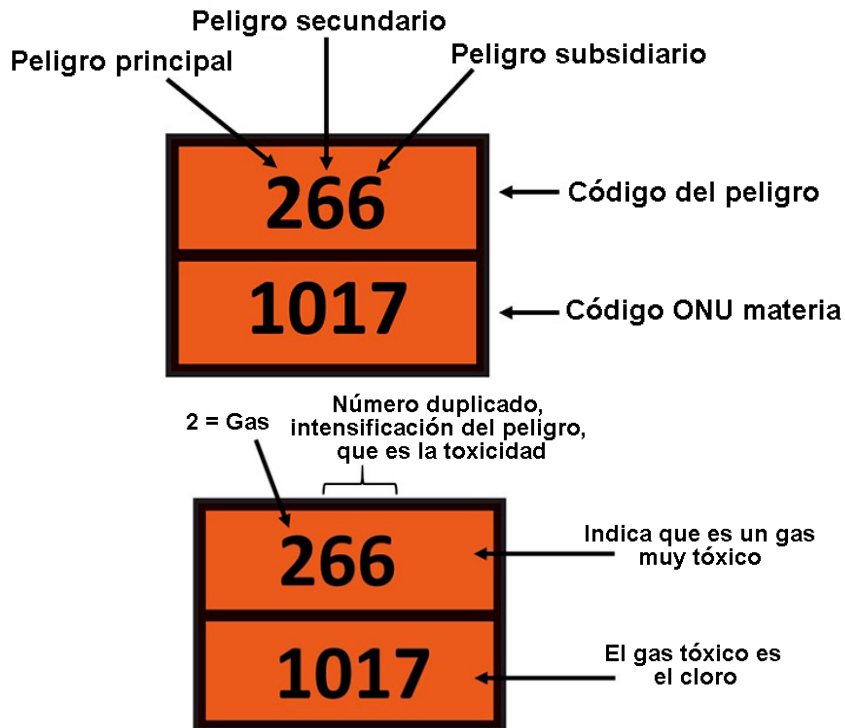 Peligro secundario
Peligro principal
Peligro subsidiario
266
Código del peligro
1017
Código ONU materia
2 = Gas
Número duplicado,
intensificación del peligro,
que es la toxicidad
266
Indica que es un gas
muy tóxico
1017
El gas tóxico es
el cloro